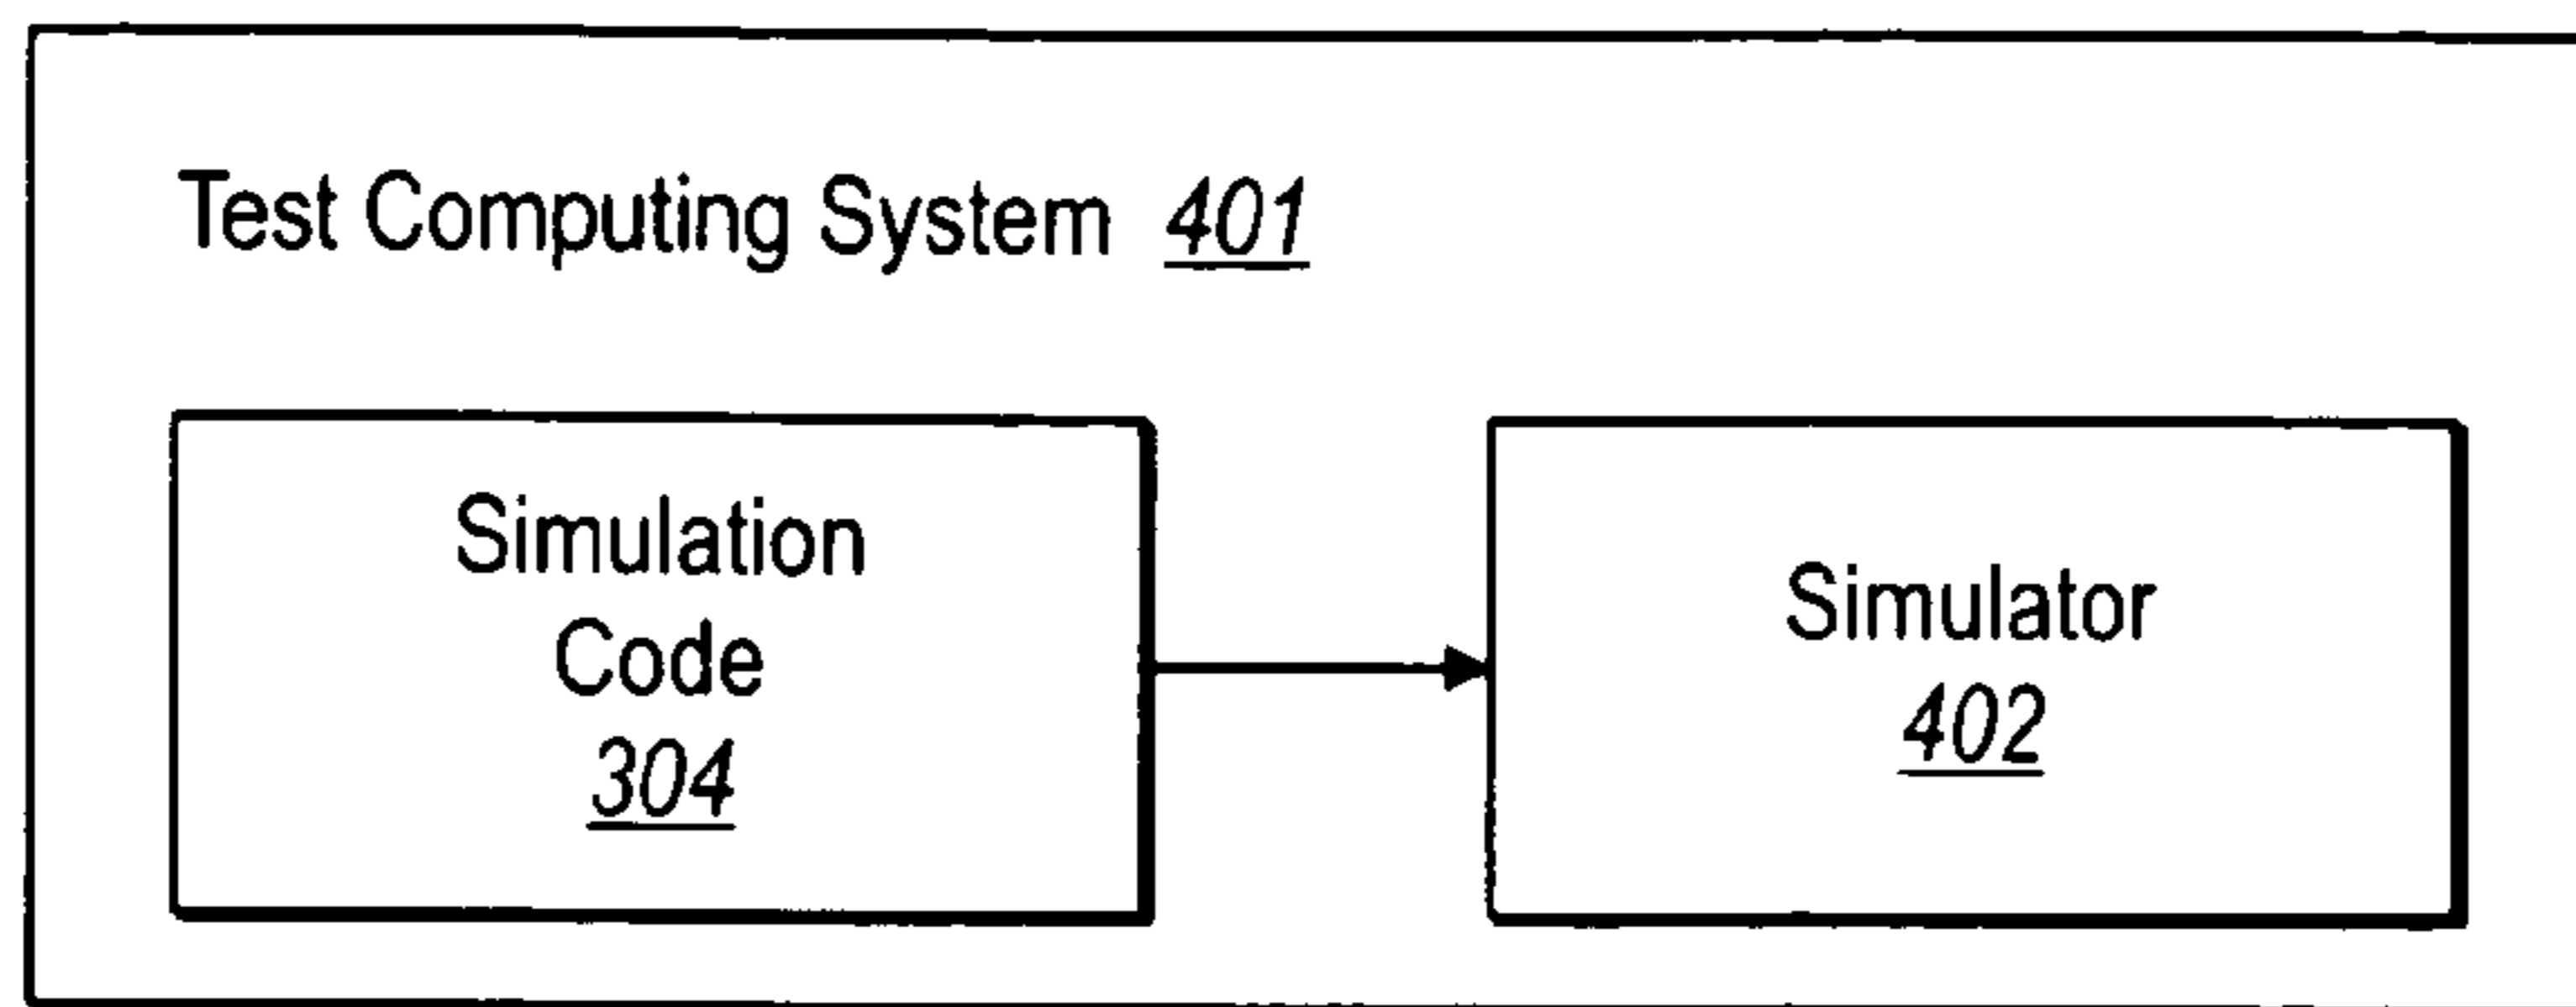 Test Computing System 401
Simulation
Code
304
Simulator
402